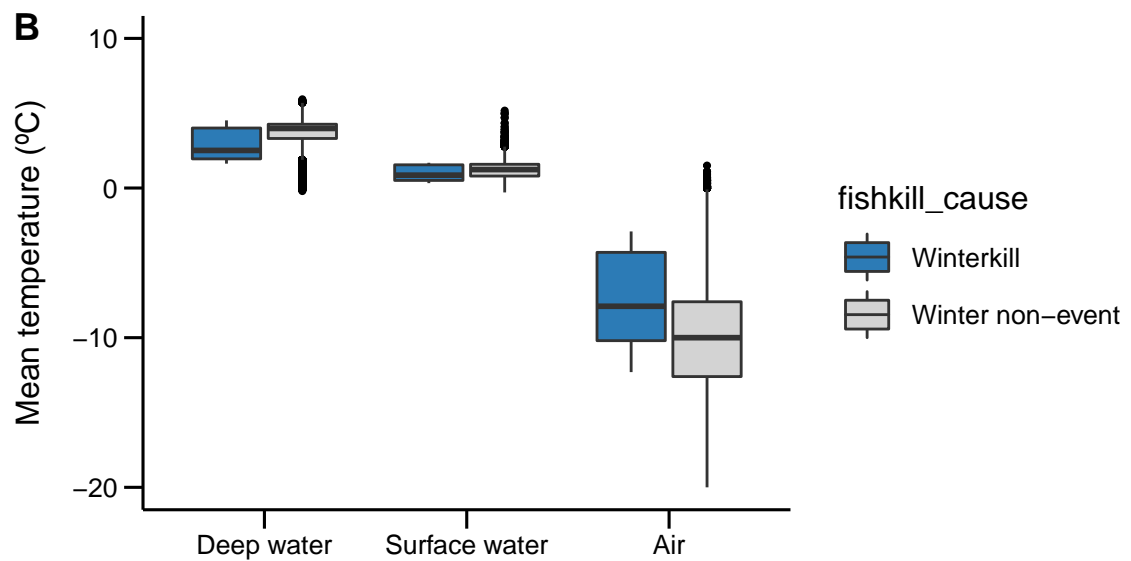 B
Mean temperature (ºC)
10
0
−10
−20
Deep water
Surface water
Air
fishkill_cause
Winterkill
Winter non−event